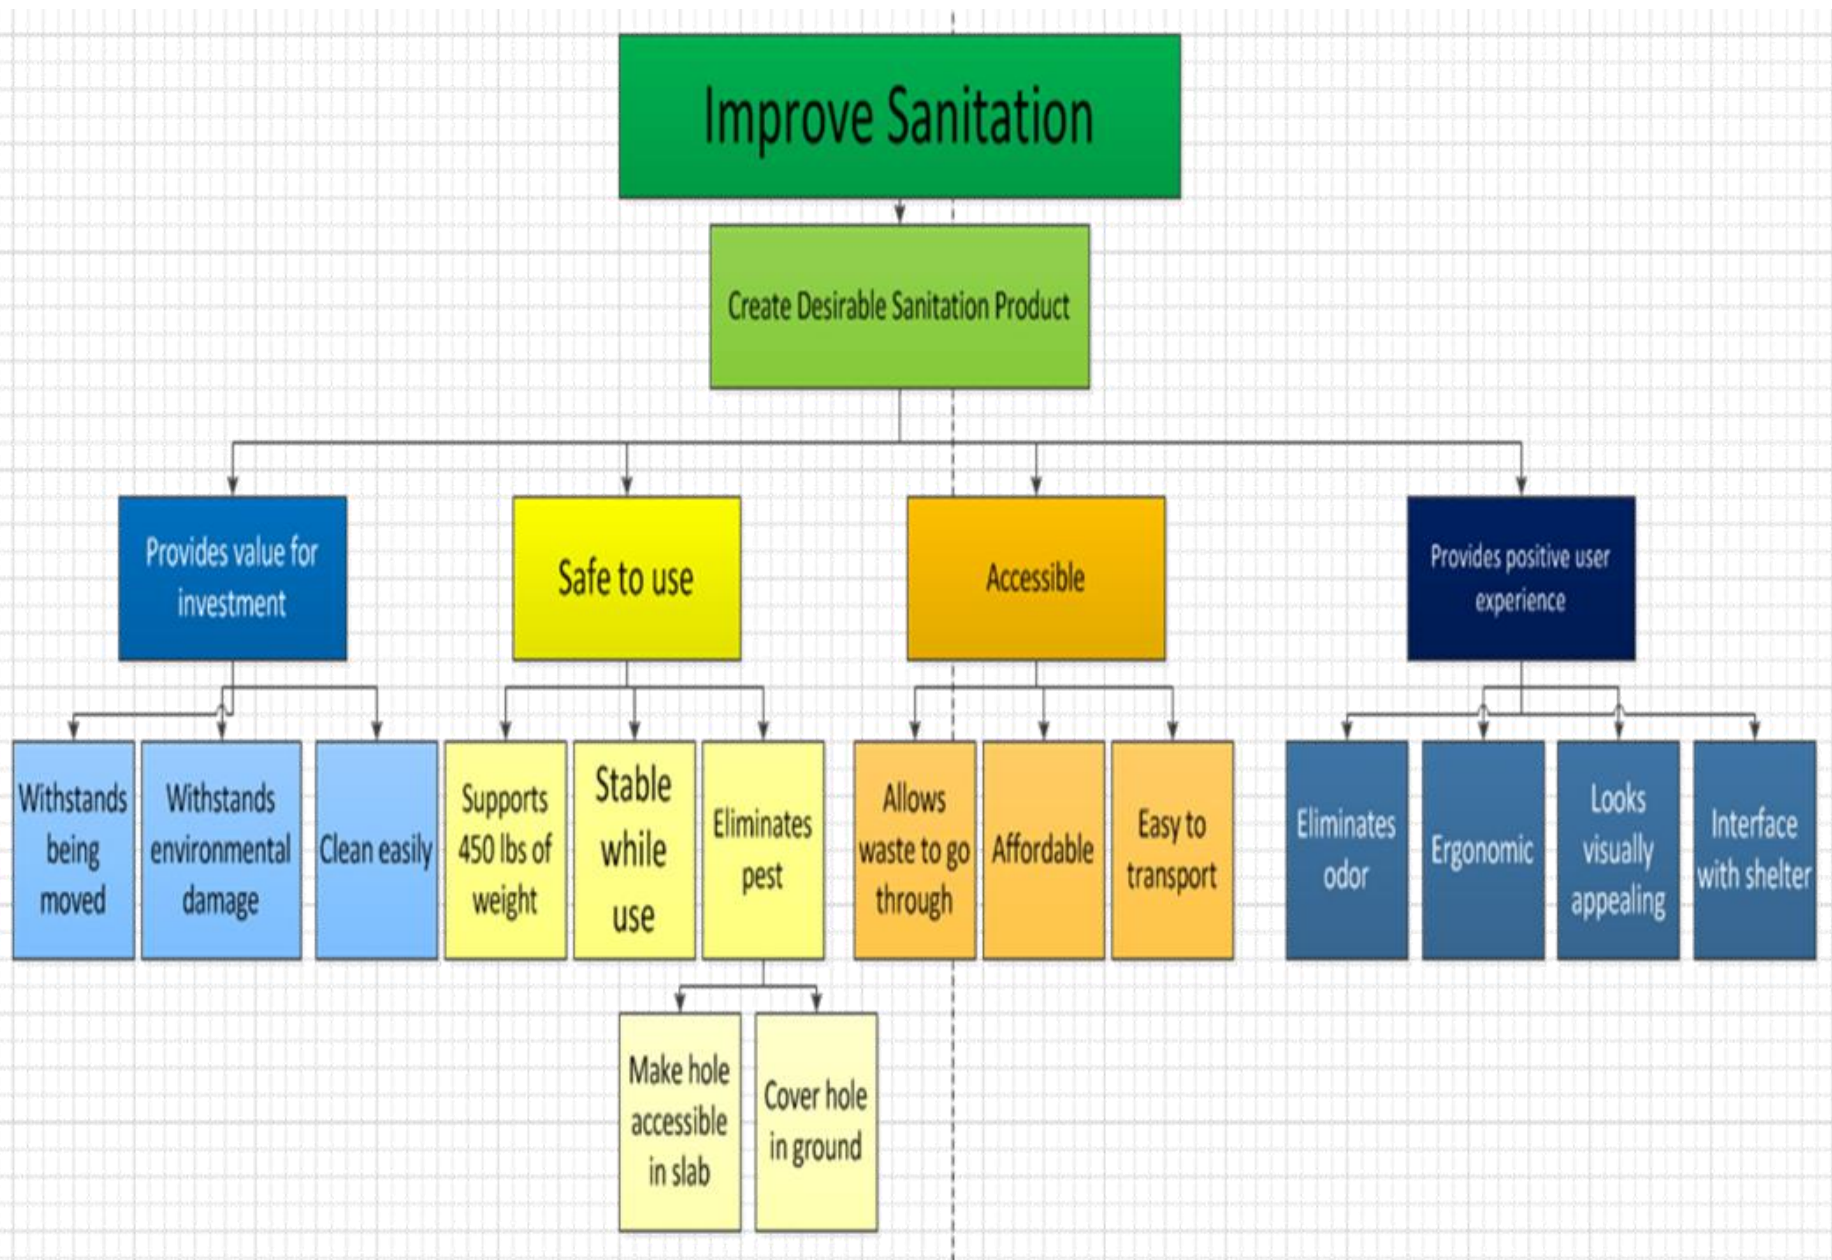 Improve Sanitation
Create Desirable Sanitation Product
Provides value for
investment
Safe to use
Accessible
Provides positive user
experience
Withstands
being
moved
Withstands
environmental
damage
Clean easily
Supports
450 lbs of
weight
Stable
while
use
Eliminates
pest
Allows
waste to go
through
Affordable
Easy to
transport
Eliminates
odor
Ergonomic
Looks
visually
appealing
Interface
with shelter
Make hole
accessible
in slab
Cover hole
in ground